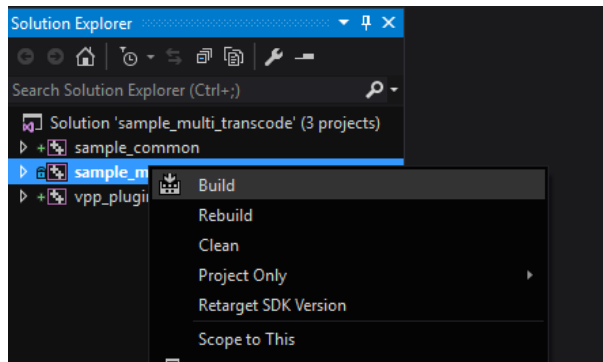 Solution Explorer
Search Solution Explorer (Ctrl+;)
Solution 'sample_multi_transcode' (3 projects)
sample_common
sample_m
vpp_plugi
Build
Rebuild
Clean
Project Only
Retarget SDK Version
Scope to This